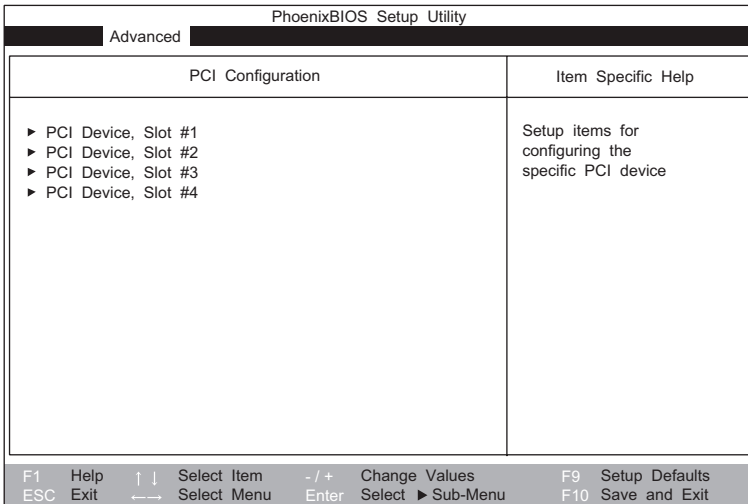 PhoenixBIOS Setup Utility
Advanced
PCI Configuration
Item Specific Help
▶ PCI Device, Slot #1
▶ PCI Device, Slot #2
▶ PCI Device, Slot #3
▶ PCI Device, Slot #4
Setup items for
configuring the
specific PCI device
F1 Help ↑ ↓ Select Item - / + Change Values F9 Setup Defaults
ESC Exit ←→ Select Menu Enter Select ▶ Sub-Menu F10 Save and Exit